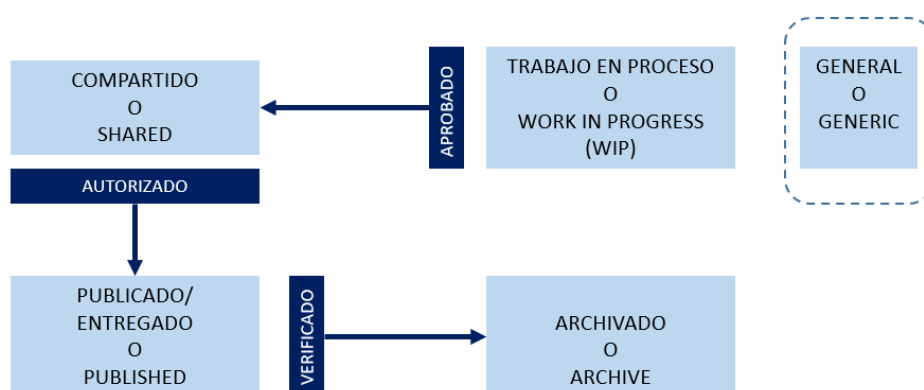 COMPARTIDO
O
SHARED
APROBADO
TRABAJO EN PROCESO
O
WORK IN PROGRESS
(WIP)
GENERAL
O
GENERIC
AUTORIZADO
PUBLICADO/
ENTREGADO
O
PUBLISHED
VERIFICADO
ARCHIVADO
O
ARCHIVE